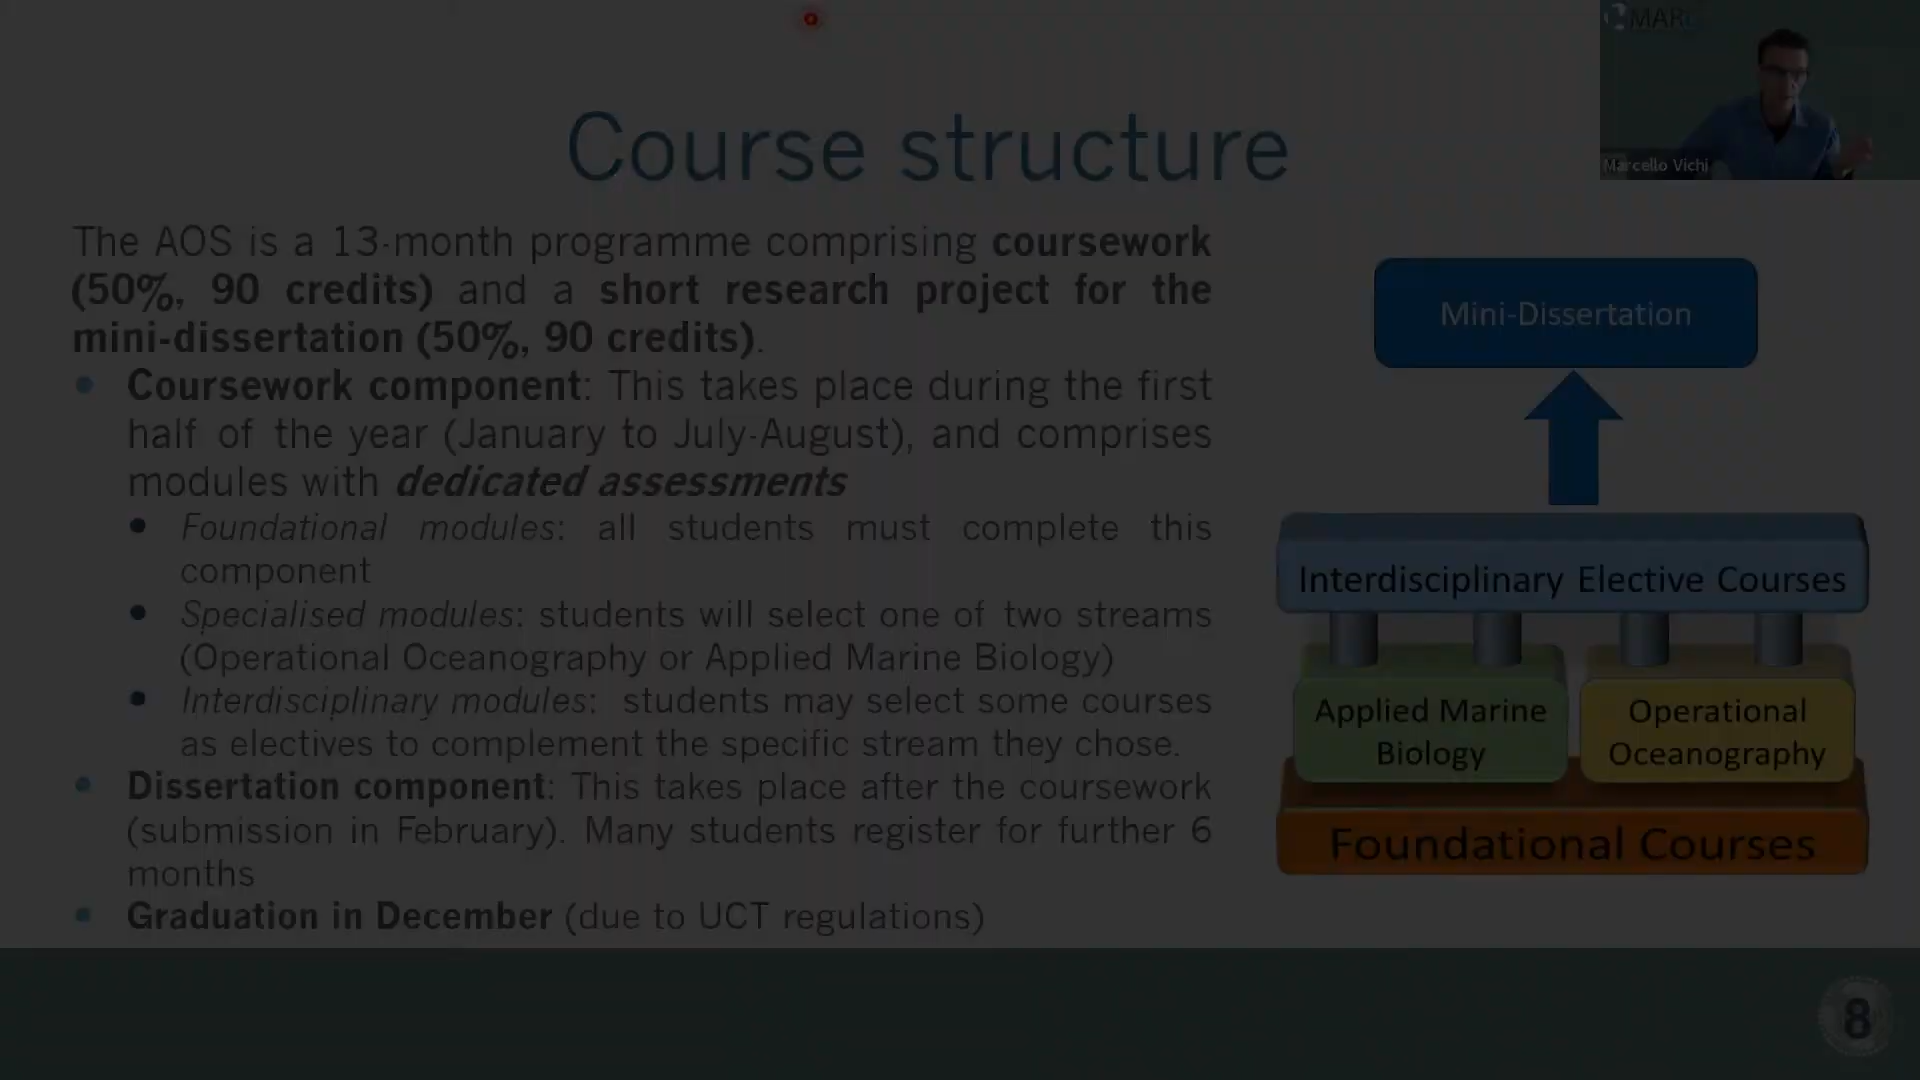 MAR
Marcello Vichi
Course structure
The AOS is a 13-month programme comprising coursework
(50%, 90 credits) and a short research project for the
mini-dissertation (50%, 90 credits).
Coursework component: This takes place during the first
half of the year (January to July-August), and comprises
modules with dedicated assessments
Foundational modules: all students must complete this
component
Specialised modules: students will select one of two streams
(Operational Oceanography or Applied Marine Biology)
Interdisciplinary modules: students may select some courses
as electives to complement the specific stream they chose.
Dissertation component: This takes place after the coursework
(submission in February). Many students register for further 6
months
Graduation in December (due to UCT regulations)
Mini-Dissertation
Interdisciplinary Elective Courses
Applied Marine
Biology
Operational
Oceanography
Foundational Courses
8